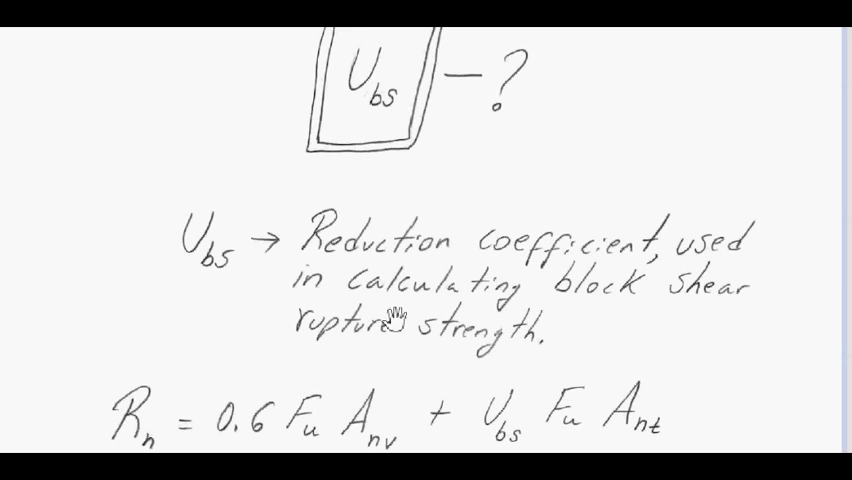 Ubs — ?
Ubs → Reduction coefficient, used
in calculating block shear
rupture strength.
Rn = 0.6 Fu Anv + Ubs Fu Ant